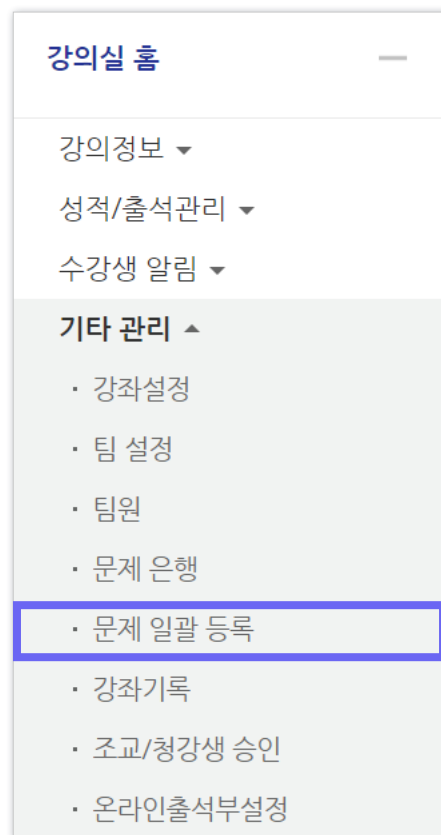 강의실 홈
강의정보
성적/출석관리
수강생 알림
기타 관리
· 강좌설정
· 팀 설정
· 팀원
· 문제 은행
· 문제 일괄 등록
· 강좌기록
· 조교/청강생 승인
· 온라인출석부설정